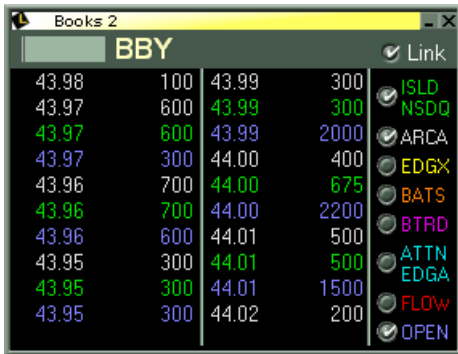 Books 2
BBY
Link
43.98 100 43.99 300
43.97 600 43.99 300
43.97 600 43.99 2000
43.97 300 44.00 400
43.96 700 44.00 675
43.96 700 44.00 2200
43.96 600 44.01 500
43.95 300 44.01 500
43.95 300 44.01 1500
43.95 300 44.02 200
ISLD
NSDQ
ARCA
EDGX
BATS
BTRD
ATTN
EDGA
FLOW
OPEN